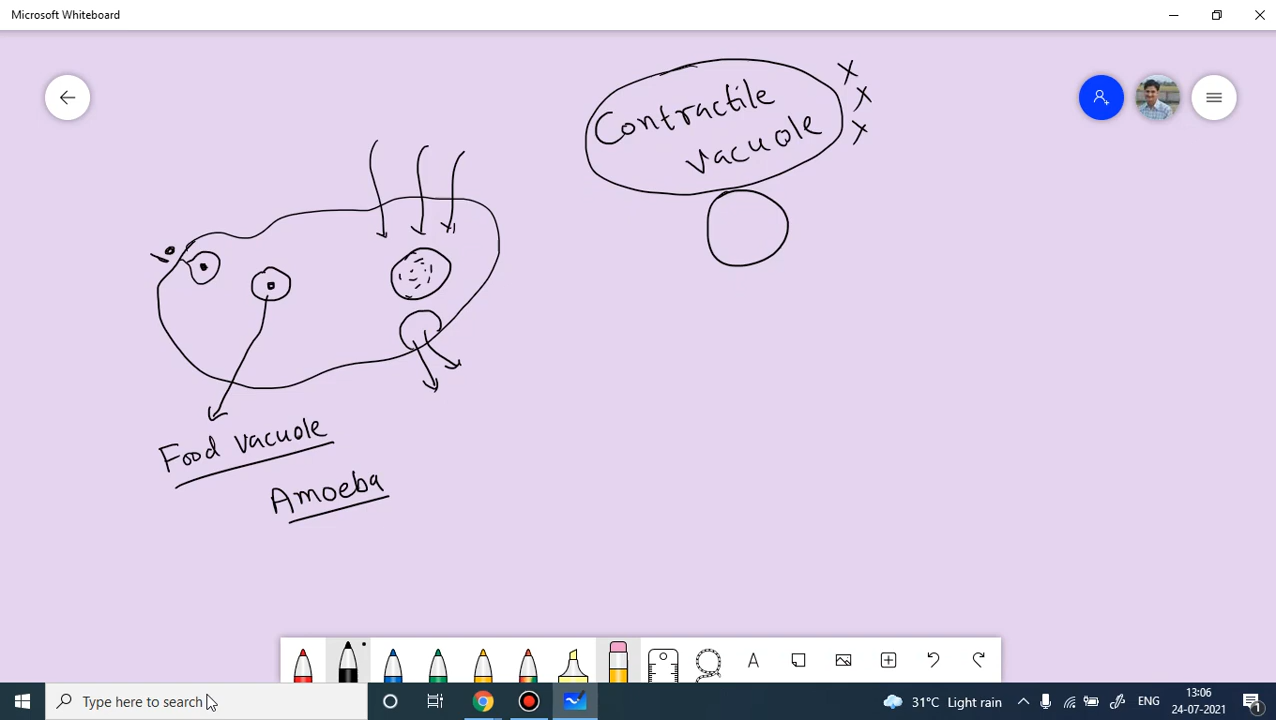 Microsoft Whiteboard
Contractile
vacuole
Food vacuole
Amoeba
A
Type here to search
31°C Light rain
ENG
13:06
24-07-2021
1